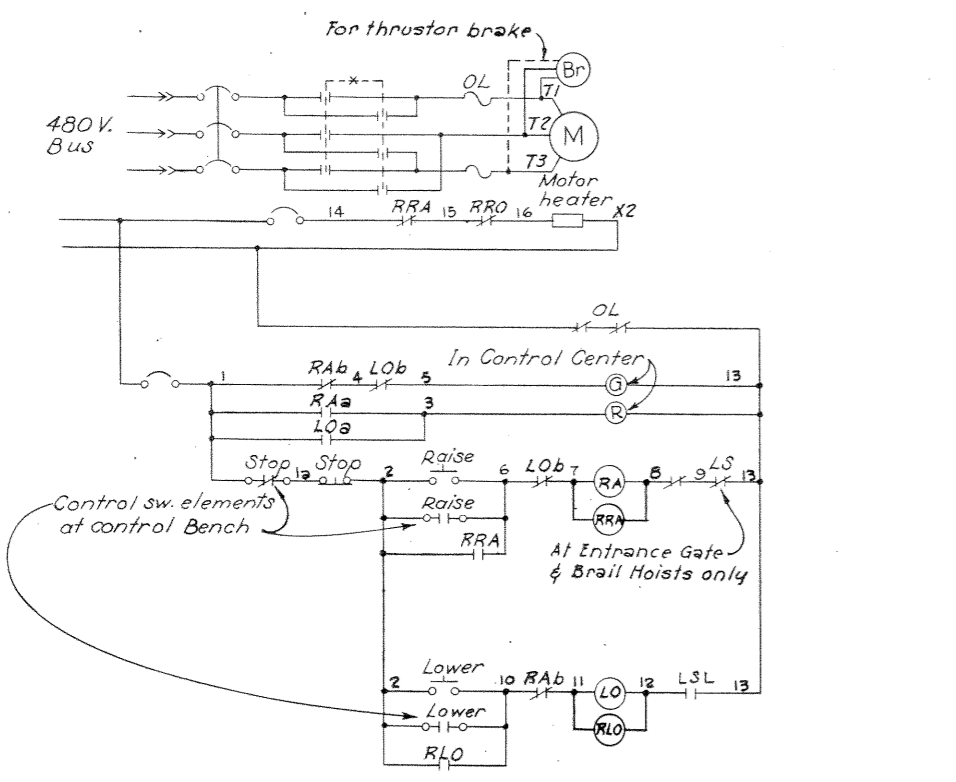 For thrustor brake
Br
OL
T1
480 V.
Bus
T2
M
T3
Motor
heater
14
RRA
15
RRO
16
X2
OL
In Control Center
1
RAb
4
LOb
5
G
13
RAa
3
R
LOa
Stop
1a
Stop
2
Raise
6
LOb
7
RA
8
9
LS
13
Control sw. elements
at control Bench
Raise
RRA
RRA
At Entrance Gate
& Brail Hoists only
2
Lower
10
RAb
11
LO
12
LSL
13
Lower
RLO
RLO